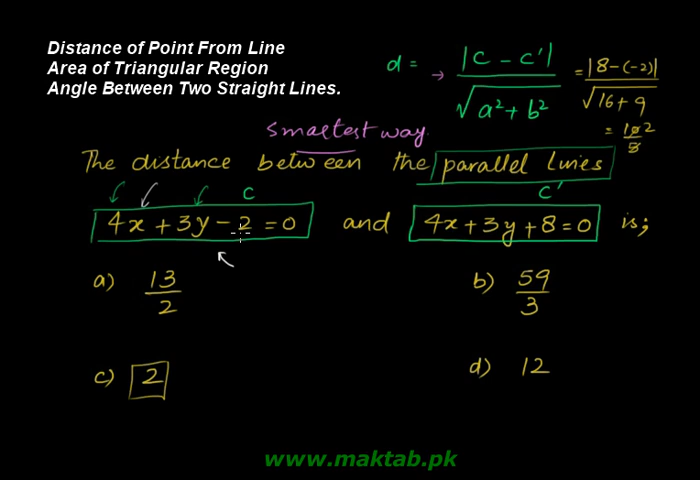 Distance of Point From Line
Area of Triangular Region
Angle Between Two Straight Lines.
d = → |c - c'| / √a² + b² = |8-(-2)| / √16+9
= 10 2 / 5
smartest way
The distance between the parallel lines
c c'
4x + 3y - 2 = 0 and 4x + 3y + 8 = 0 is;
a) 13/2 b) 59/3
c) 2 d) 12
www.maktab.pk